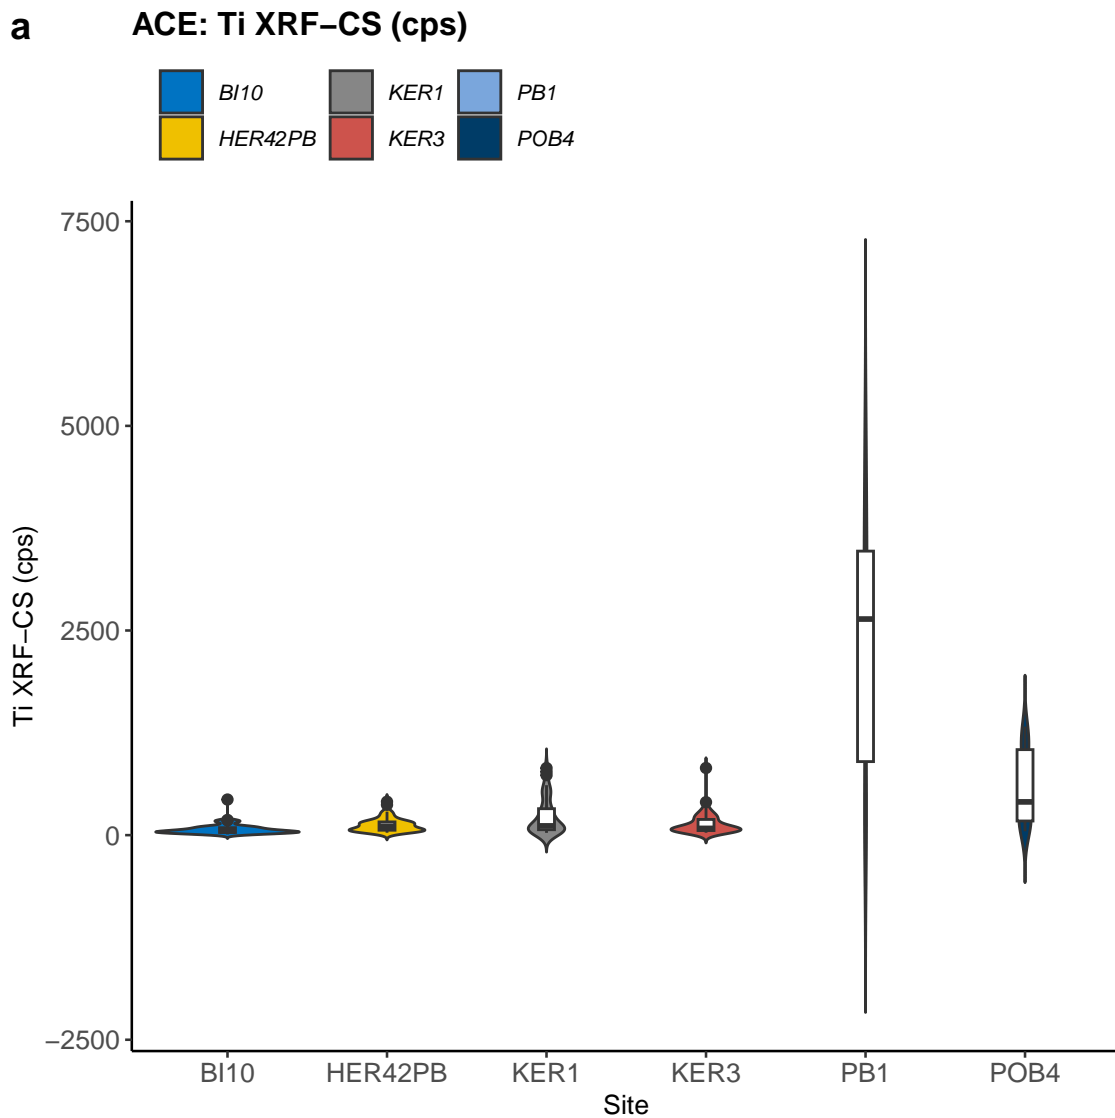 a ACE: Ti XRF−CS (cps)
BI10 KER1 PB1
HER42PB KER3 POB4
7500
5000
2500
0
−2500
Ti XRF−CS (cps)
BI10 HER42PB KER1 KER3 PB1 POB4
Site